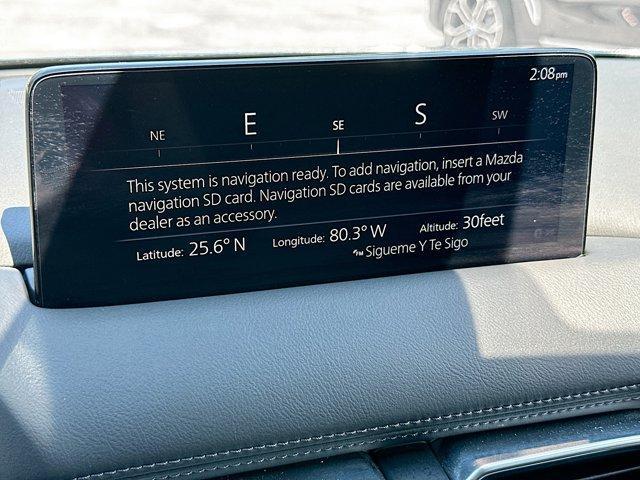 2:08pm
NE E SE S SW
This system is navigation ready. To add navigation, insert a Mazda
navigation SD card. Navigation SD cards are available from your
dealer as an accessory.
Latitude: 25.6° N Longitude: 80.3° W Altitude: 30feet
FM Sigueme Y Te Sigo